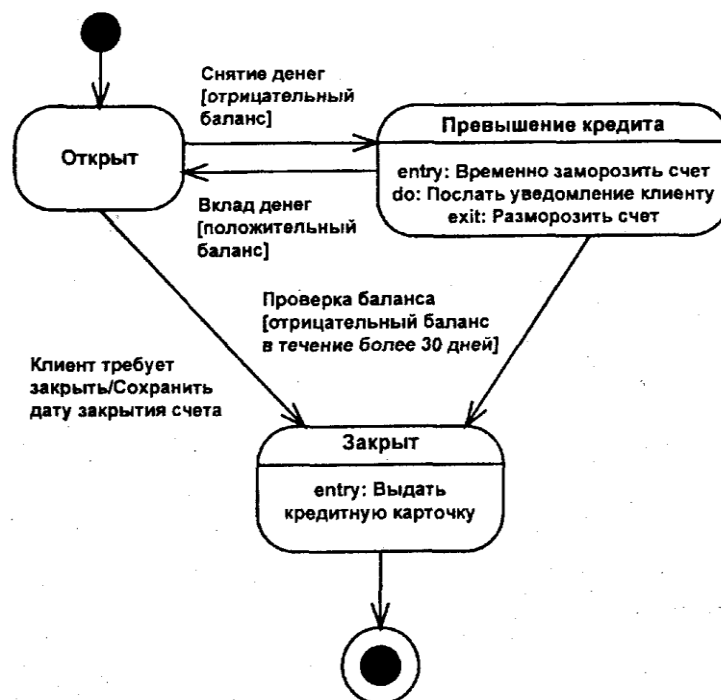 Снятие денег
[отрицательный
баланс]
Открыт
Превышение кредита
entry: Временно заморозить счет
do: Послать уведомление клиенту
exit: Разморозить счет
Вклад денег
[положительный
баланс]
Проверка баланса
[отрицательный баланс
в течение более 30 дней]
Клиент требует
закрыть/Сохранить
дату закрытия счета
Закрыт
entry: Выдать
кредитную карточку